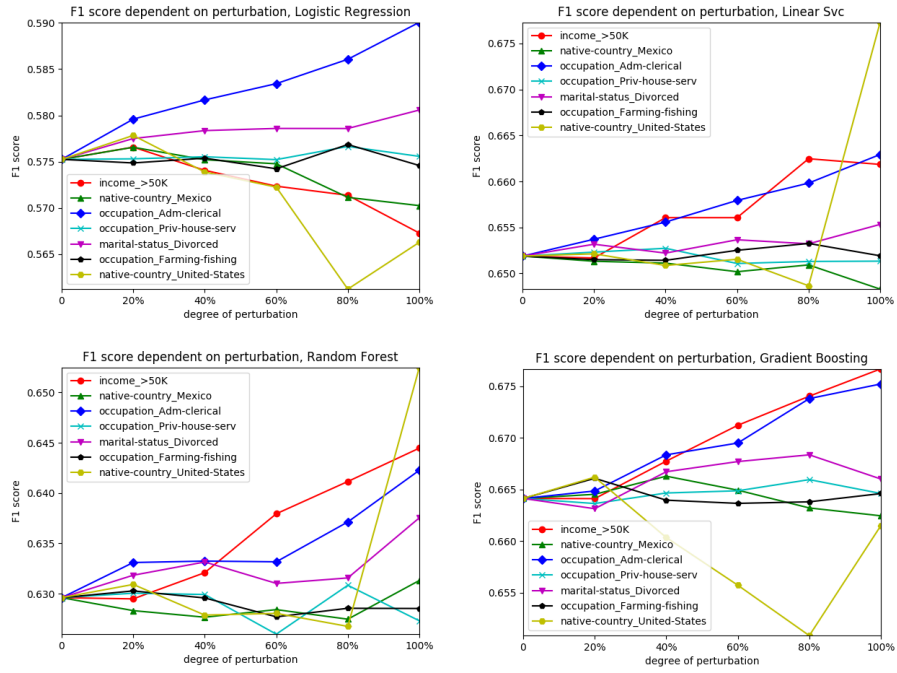 F1 score dependent on perturbation, Logistic Regression
0.590
0.585
0.580
0.575
0.570
0.565
F1 score
income_>50K
native-country_Mexico
occupation_Adm-clerical
occupation_Priv-house-serv
marital-status_Divorced
occupation_Farming-fishing
native-country_United-States
0 20% 40% 60% 80% 100%
degree of perturbation
F1 score dependent on perturbation, Linear Svc
0.675
0.670
0.665
0.660
0.655
0.650
F1 score
income_>50K
native-country_Mexico
occupation_Adm-clerical
occupation_Priv-house-serv
marital-status_Divorced
occupation_Farming-fishing
native-country_United-States
0 20% 40% 60% 80% 100%
degree of perturbation
F1 score dependent on perturbation, Random Forest
0.650
0.645
0.640
0.635
0.630
F1 score
income_>50K
native-country_Mexico
occupation_Adm-clerical
occupation_Priv-house-serv
marital-status_Divorced
occupation_Farming-fishing
native-country_United-States
0 20% 40% 60% 80% 100%
degree of perturbation
F1 score dependent on perturbation, Gradient Boosting
0.675
0.670
0.665
0.660
0.655
F1 score
income_>50K
native-country_Mexico
occupation_Adm-clerical
occupation_Priv-house-serv
marital-status_Divorced
occupation_Farming-fishing
native-country_United-States
0 20% 40% 60% 80% 100%
degree of perturbation